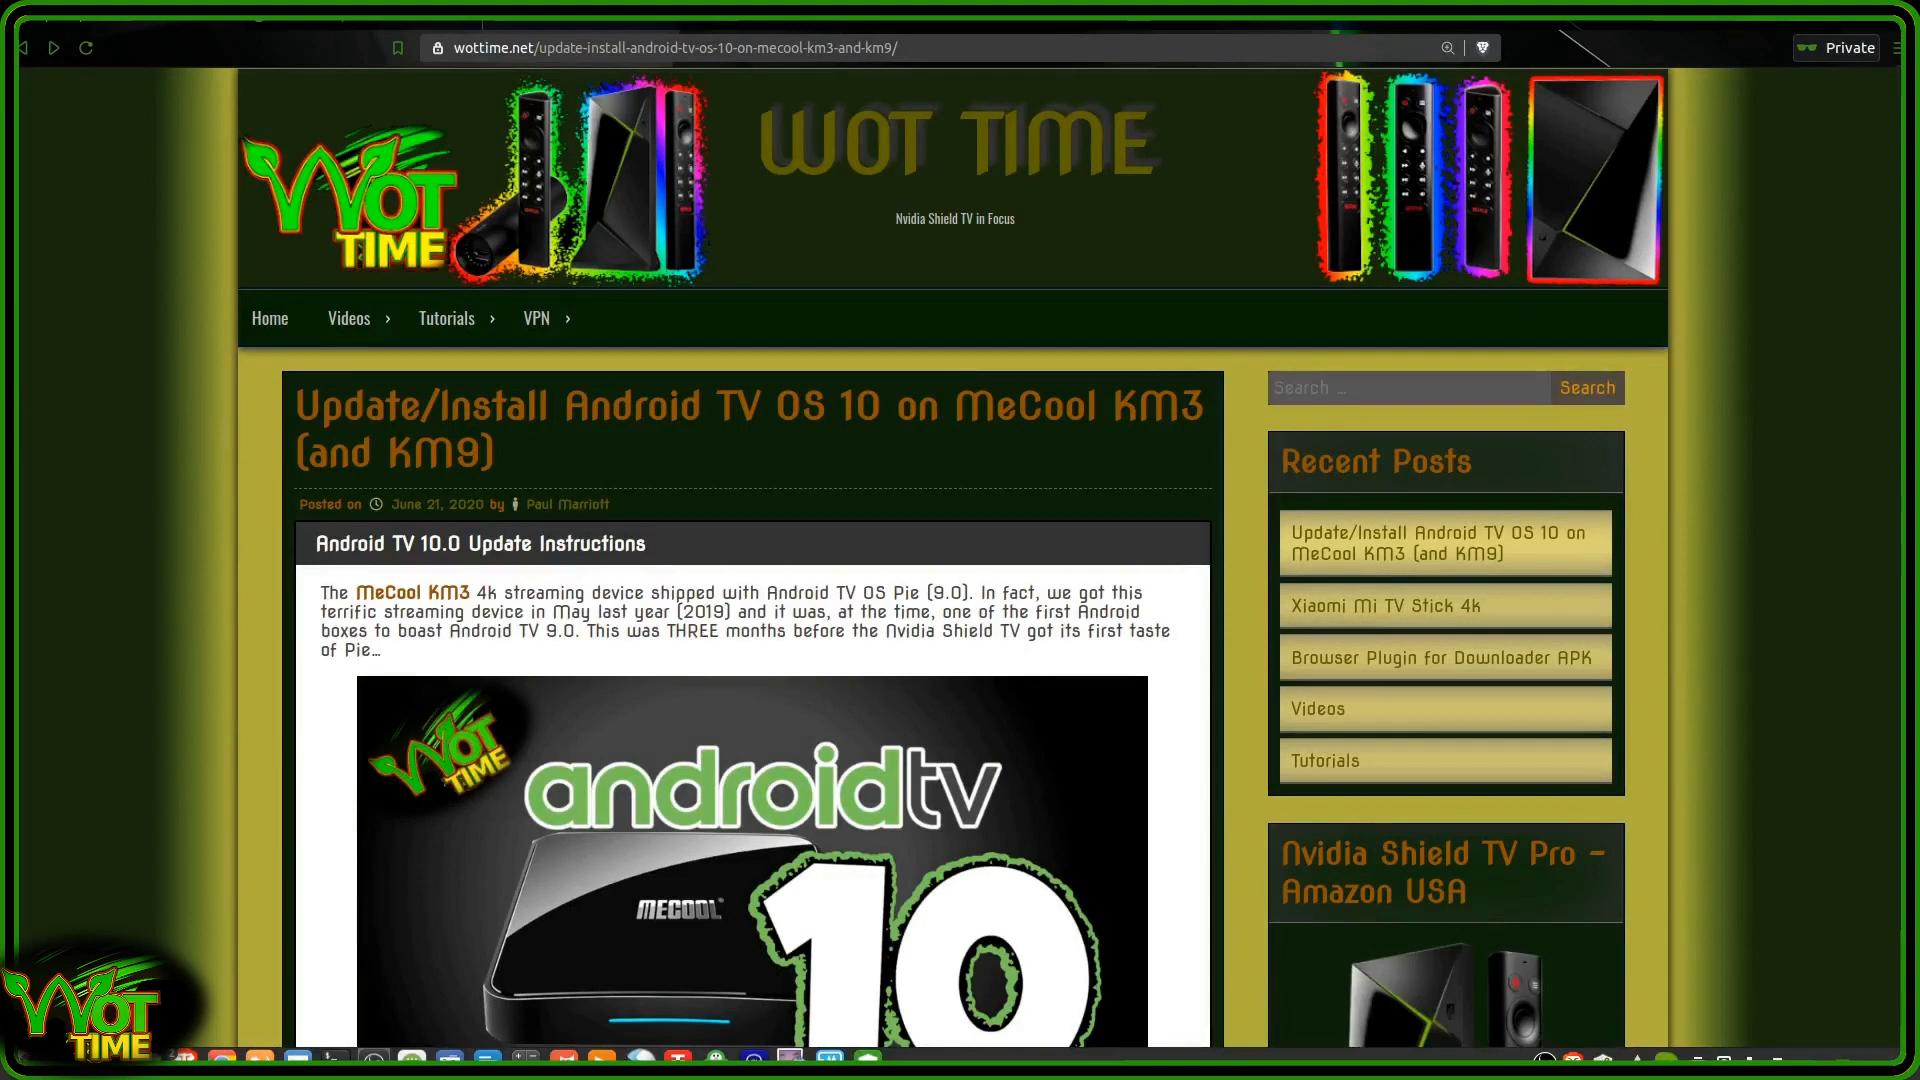 wottime.net/update-install-android-tv-os-10-on-mecool-km3-and-km9/
Private
WOT TIME
WOT TIME
Nvidia Shield TV in Focus
Home
Videos ›
Tutorials ›
VPN ›
Update/Install Android TV OS 10 on MeCool KM3
(and KM9)
Posted on June 21, 2020 by Paul Marriott
Android TV 10.0 Update Instructions
The MeCool KM3 4k streaming device shipped with Android TV OS Pie (9.0). In fact, we got this
terrific streaming device in May last year (2019) and it was, at the time, one of the first Android
boxes to boast Android TV 9.0. This was THREE months before the Nvidia Shield TV got its first taste
of Pie...
WOT TIME
androidtv
MECOOL
10
Search ...
Search
Recent Posts
Update/Install Android TV OS 10 on
MeCool KM3 (and KM9)
Xiaomi Mi TV Stick 4k
Browser Plugin for Downloader APK
Videos
Tutorials
Nvidia Shield TV Pro –
Amazon USA
WOT
TIME